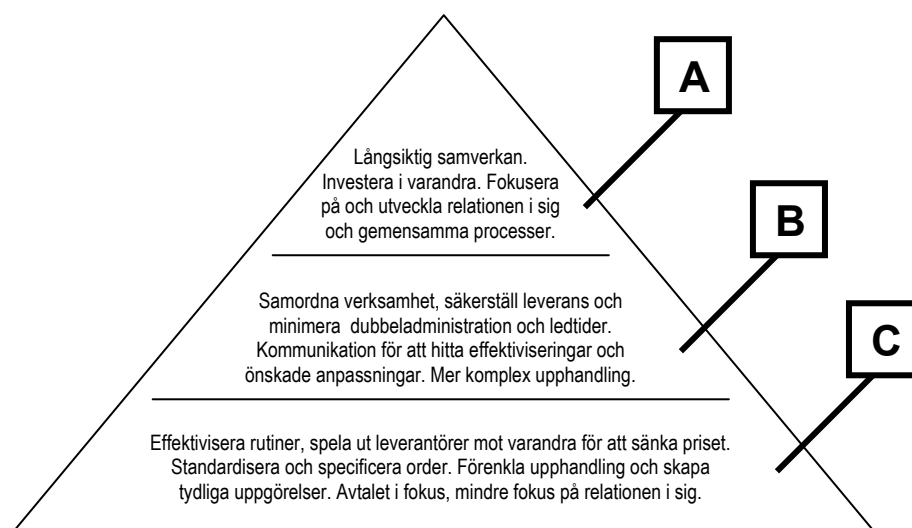 A
Långsiktig samverkan.
Investera i varandra. Fokusera
på och utveckla relationen i sig
och gemensamma processer.
B
Samordna verksamhet, säkerställ leverans och
minimera dubbeladministration och ledtider.
Kommunikation för att hitta effektiviseringar och
önskade anpassningar. Mer komplex upphandling.
C
Effektivisera rutiner, spela ut leverantörer mot varandra för att sänka priset.
Standardisera och specificera order. Förenkla upphandling och skapa
tydliga uppgörelser. Avtalet i fokus, mindre fokus på relationen i sig.